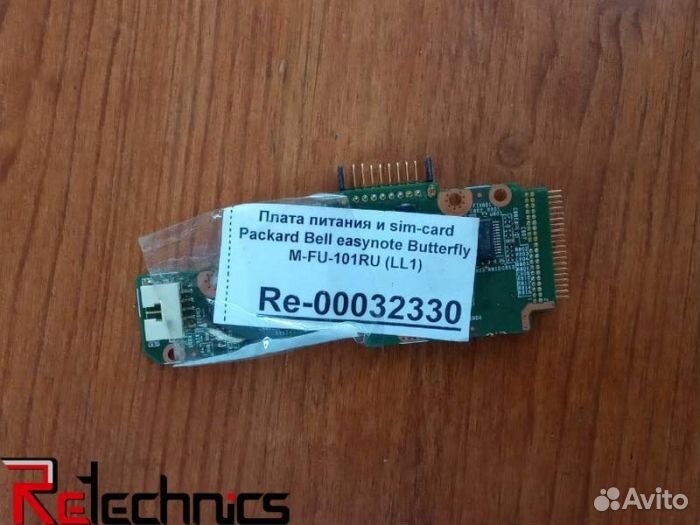 Плата питания и sim-card
Packard Bell easynote Butterfly
M-FU-101RU (LL1)
Re-00032330
ReTechnics
Avito